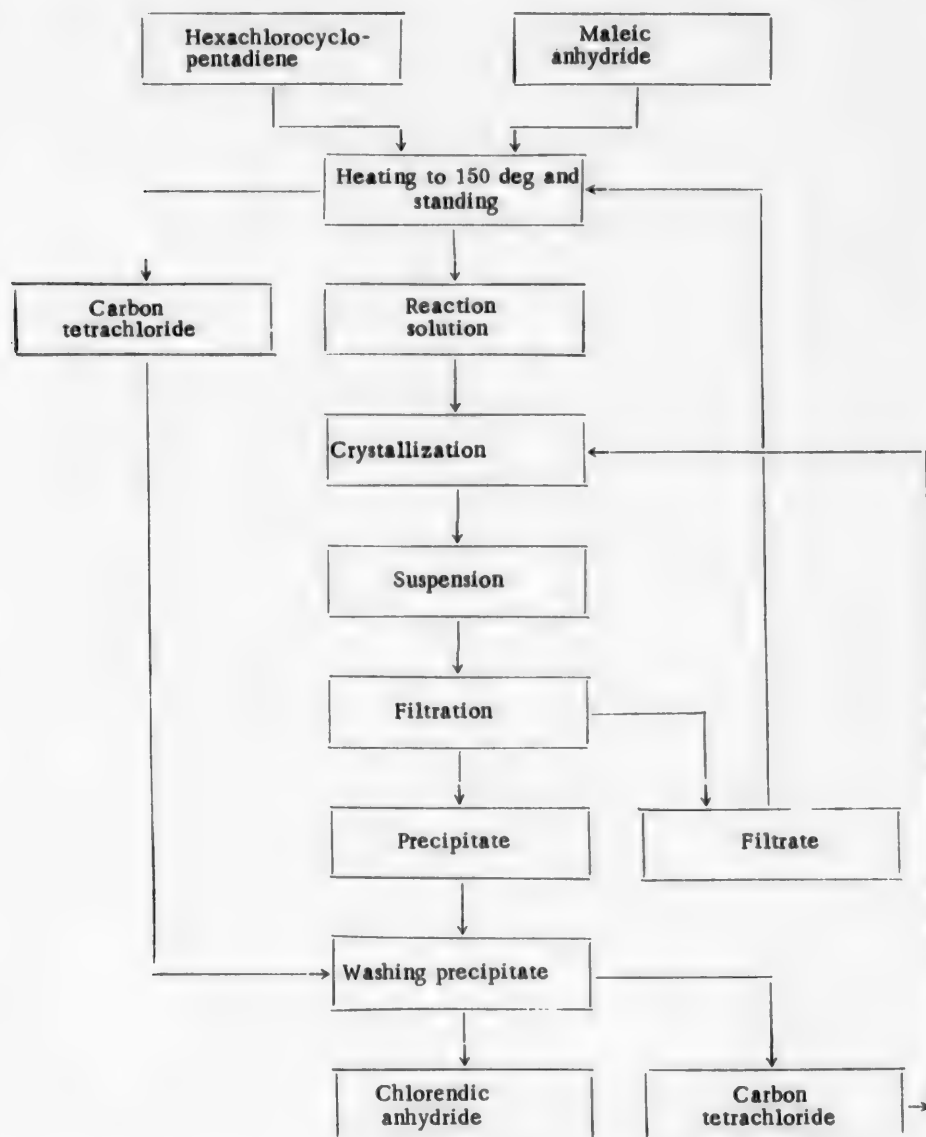 Hexachlorocyclo-
pentadiene
Maleic
anhydride
Heating to 150 deg and
standing
Carbon
tetrachloride
Reaction
solution
Crystallization
Suspension
Filtration
Precipitate
Filtrate
Washing precipitate
Chlorendic
anhydride
Carbon
tetrachloride